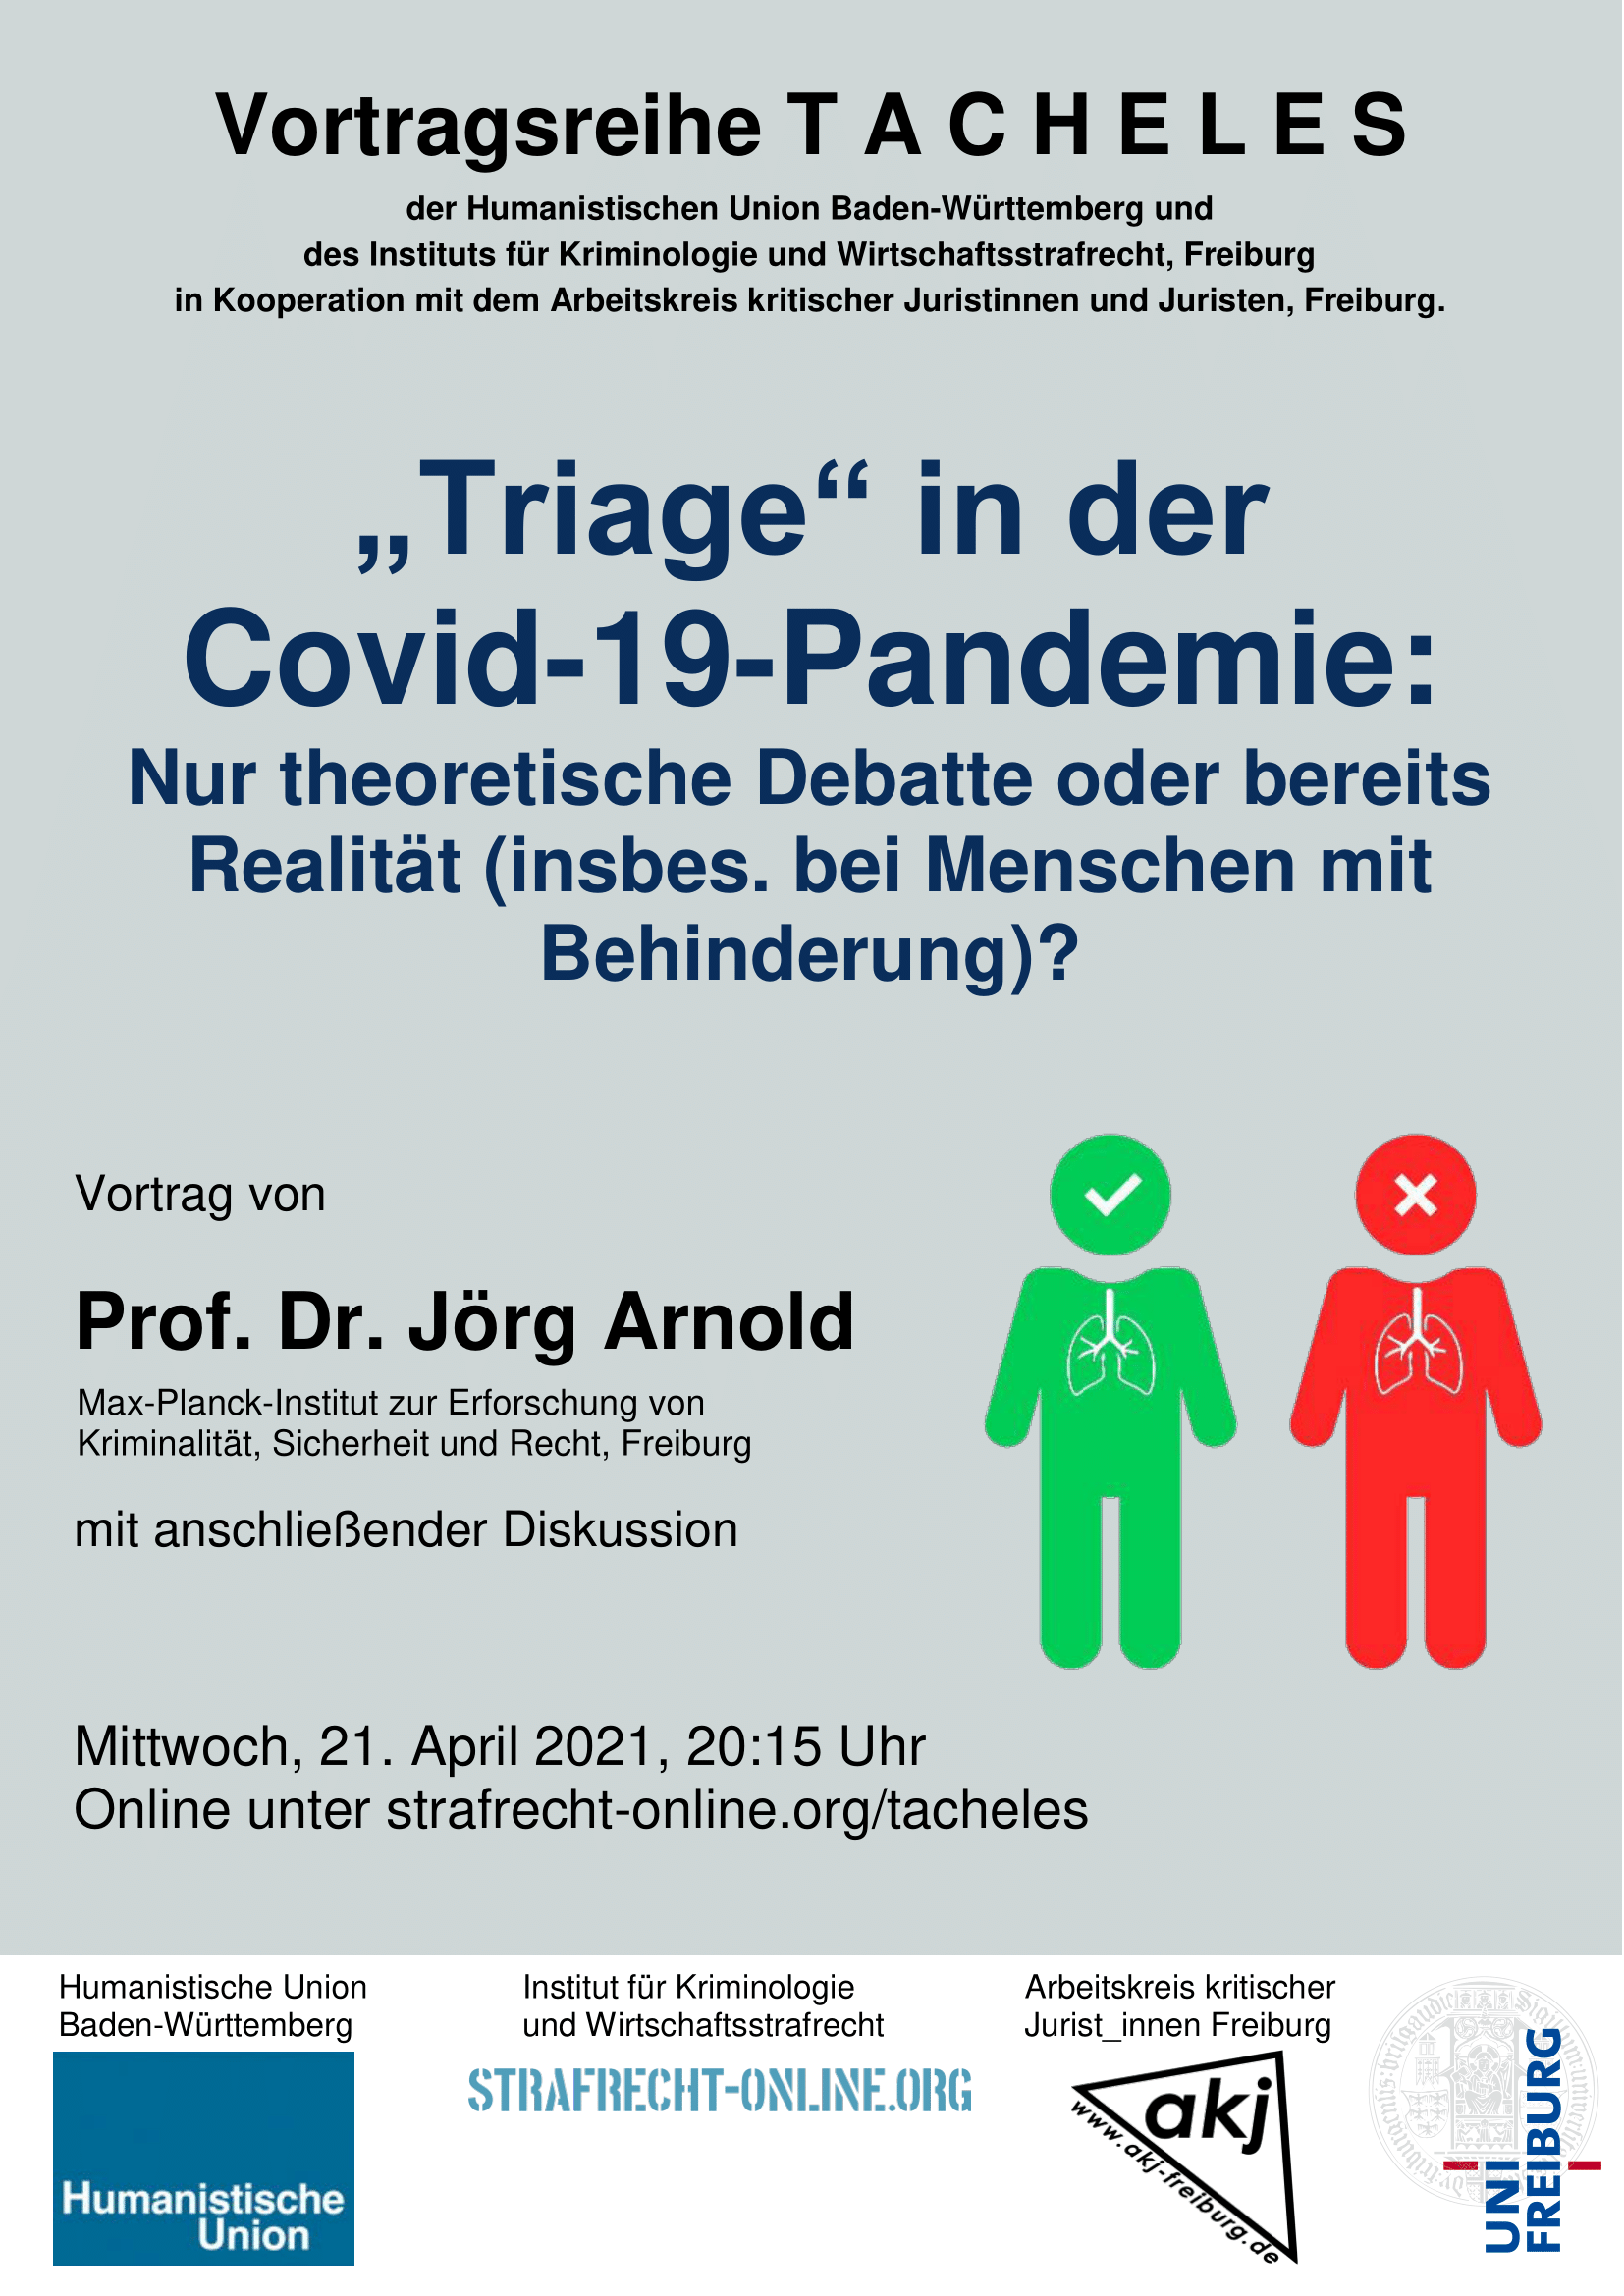 Vortragsreihe T A C H E L E S
der Humanistischen Union Baden-Württemberg und
des Instituts für Kriminologie und Wirtschaftsstrafrecht, Freiburg
in Kooperation mit dem Arbeitskreis kritischer Juristinnen und Juristen, Freiburg.
„Triage“ in der
Covid-19-Pandemie:
Nur theoretische Debatte oder bereits
Realität (insbes. bei Menschen mit
Behinderung)?
Vortrag von
Prof. Dr. Jörg Arnold
Max-Planck-Institut zur Erforschung von
Kriminalität, Sicherheit und Recht, Freiburg
mit anschließender Diskussion
Mittwoch, 21. April 2021, 20:15 Uhr
Online unter strafrecht-online.org/tacheles
Humanistische Union
Baden-Württemberg
Humanistische
Union
Institut für Kriminologie
und Wirtschaftsstrafrecht
STRAFRECHT-ONLINE.ORG
Arbeitskreis kritischer
Jurist_innen Freiburg
akj
www.akj-freiburg.de
UNI
FREIBURG